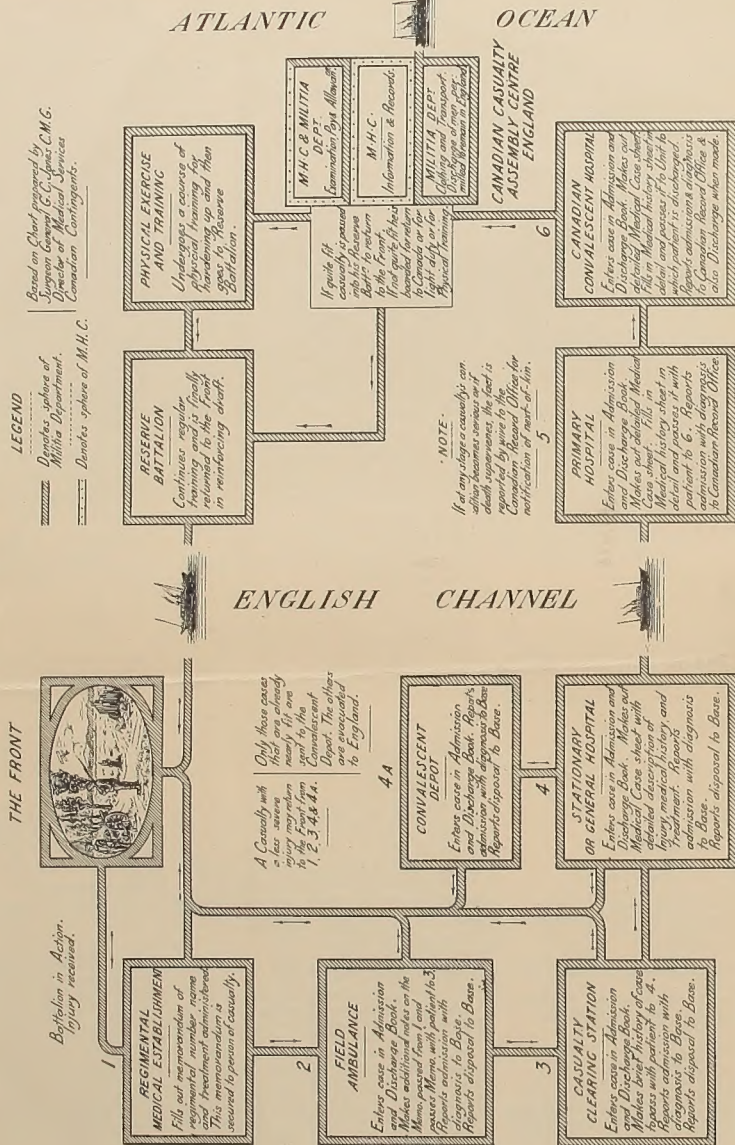 THE FRONT
Battalion in Action.
Injury received.
1
REGIMENTAL
MEDICAL ESTABLISHMENT
Fills out memorandum of
regimental number name
and treatment administered
This memorandum is
secured to person of casualty.
2
FIELD
AMBULANCE
Enters case in Admission
and Discharge Book.
Makes additional notes on the
Memo. passed from 1 and
passes Memo. with patient to 3.
Reports admission with
diagnosis to Base.
Reports disposal to Base.
3
CASUALTY
CLEARING STATION
Enters case in Admission
and Discharge Book.
Makes brief History of case
to pass with patient to 4.
Reports admission with
diagnosis to Base.
Reports disposal to Base.
A Casualty with
a less severe
injury may return
to the Front from
1, 2, 3, 4 & 4A.
Only those cases
that are already
nearly fit are
sent to the
Convalescent
Depot. The others
are evacuated
to England.
4A
CONVALESCENT
DEPOT
Enters case in Admission
and Discharge Book. Reports
admission with diagnosis to Base
Reports disposal to Base.
4
STATIONARY
OR GENERAL HOSPITAL
Enters case in Admission and
Discharge Book. Makes out
Medical Case sheet with
detailed description of
Injury, medical history, and
treatment. Reports
admission with diagnosis
to Base.
Reports disposal to Base.
ENGLISH CHANNEL
LEGEND
Denotes sphere of
Militia Department.
Denotes sphere of M.H.C.
Based on Chart prepared by
Surgeon General G.C. Jones C.M.G.
Director of Medical Services
Canadian Contingents.
RESERVE
BATTALION
Continues regular
training and is finally
returned to the Front
in reinforcing draft.
PHYSICAL EXERCISE
AND TRAINING
Undergoes a course of
physical training for
hardening up and then
goes to Reserve
Battalion.
If quite fit
casualty is passed
into his Reserve
Batt'n to return
to the Front.
If not quite fit he is
boarded for return
to Canada or for
light duty or for
Physical Training.
M.H.C & MILITIA
DEPT.
Examination, Pay & Allowan.
M.H.C.
Information & Records.
MILITIA DEPT
Clothing and Transport.
Discharge of men per-
mitted to remain in England
CANADIAN CASUALTY
ASSEMBLY CENTRE
ENGLAND
·NOTE·
If at any stage a casualty's con-
dition becomes serious or if
death supervenes, the fact is
reported by wire to the
Canadian Record Office for
notification of next-of-kin.
5
PRIMARY
HOSPITAL
Enters case in Admission
and Discharge Book.
Makes out detailed Medical
Case sheet. Fills in
Medical history sheet in
detail and passes it with
patient to 6. Reports
admission with diagnosis
to Canadian Record Office
6
CANADIAN
CONVALESCENT HOSPITAL
Enters case in Admission and
Discharge Book. Makes out
detailed Medical Case sheet.
Fills in Medical history sheet in
detail and passes it to Unit to
which patient is discharged.
Report admission & diagnosis
to Canadian Record Office &
also Discharge when made.
ATLANTIC OCEAN